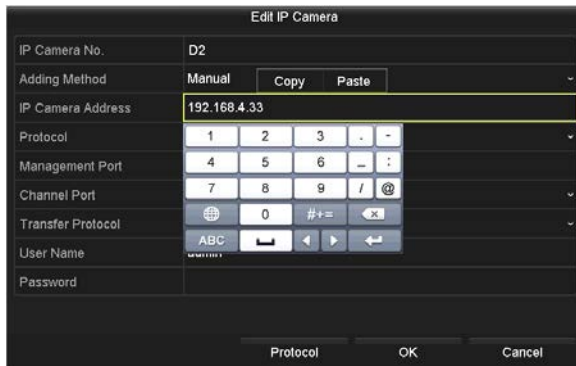 Edit IP Camera
IP Camera No. D2
Adding Method Manual
Copy Paste
IP Camera Address 192.168.4.33
Protocol
1 2 3 . -
Management Port
4 5 6 _ :
Channel Port
7 8 9 / @
Transfer Protocol
0 #+=
User Name admin
ABC
Password
Protocol OK Cancel